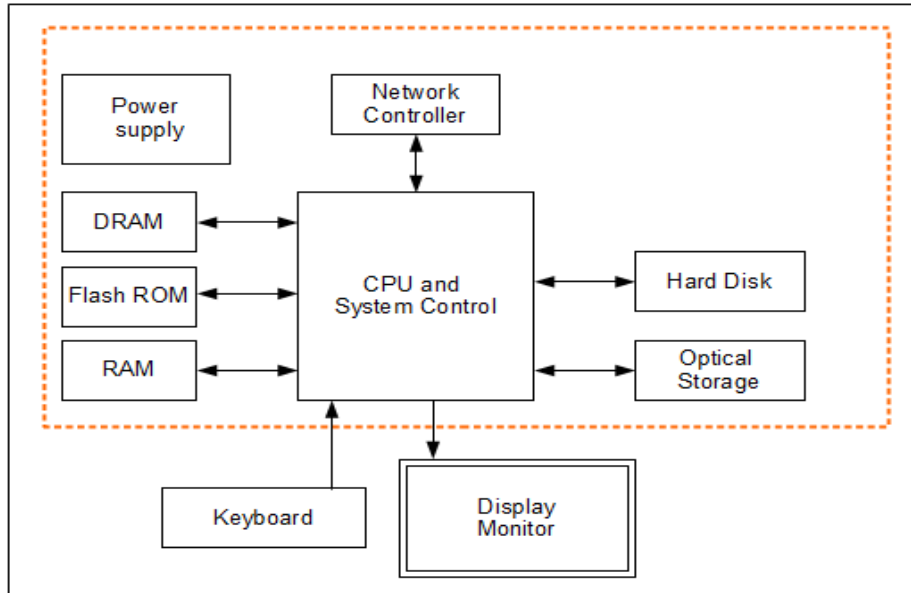 Power
supply
Network
Controller
DRAM
Flash ROM
RAM
CPU and
System Control
Hard Disk
Optical
Storage
Keyboard
Display
Monitor